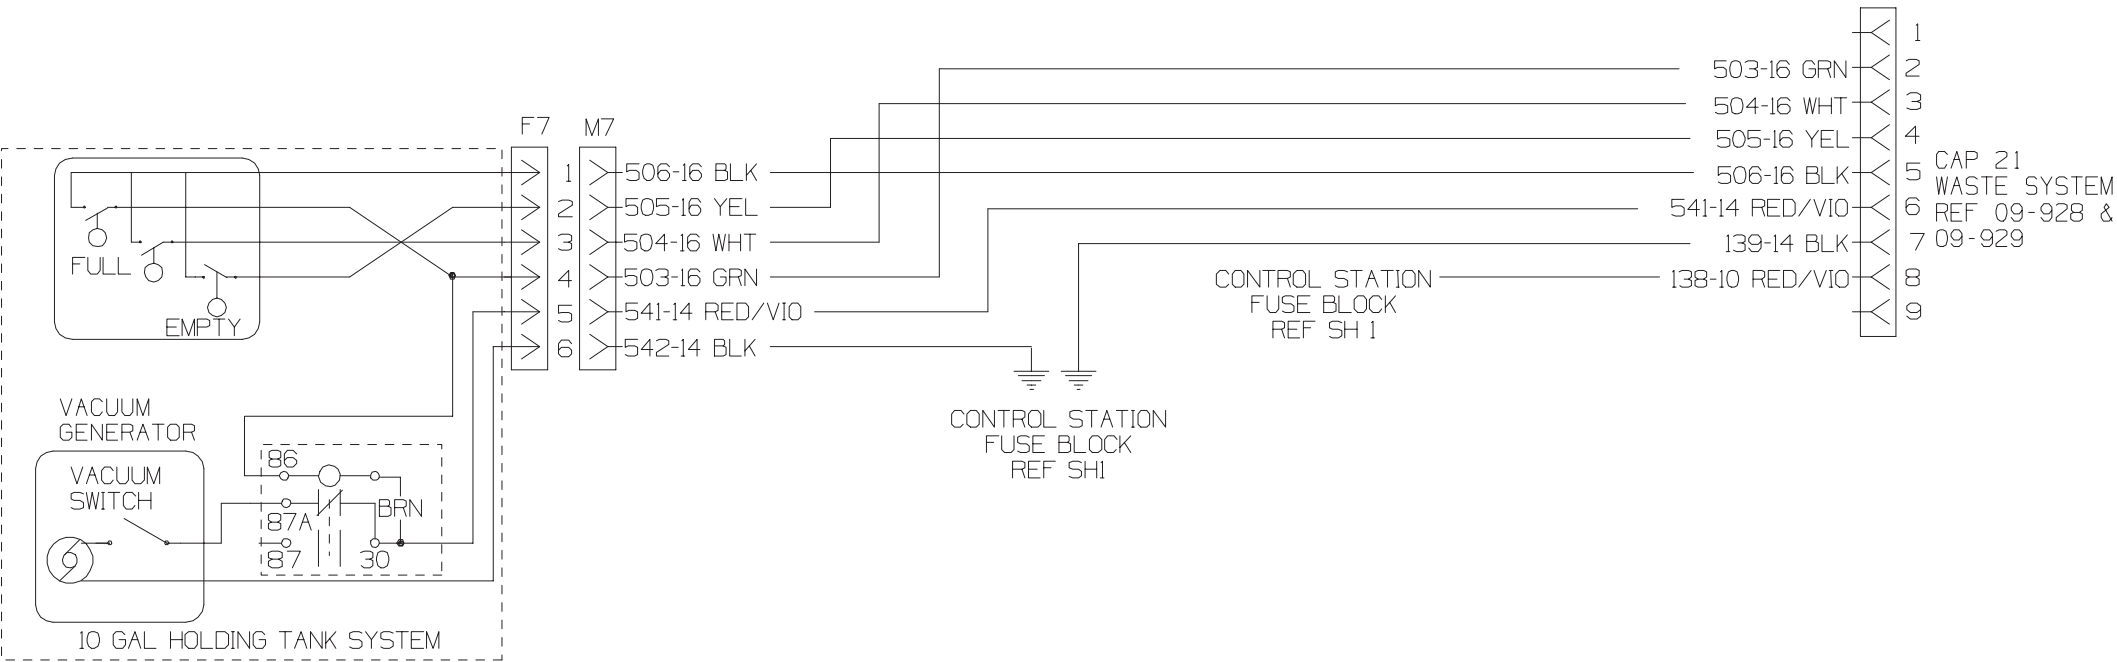 F7 M7
1 506-16 BLK
2 505-16 YEL
3 504-16 WHT
4 503-16 GRN
5 541-14 RED/VIO
6 542-14 BLK
FULL
EMPTY
VACUUM
GENERATOR
VACUUM
SWITCH
86
87A
BRN
87
30
10 GAL HOLDING TANK SYSTEM
CONTROL STATION
FUSE BLOCK
REF SH1
CONTROL STATION
FUSE BLOCK
REF SH 1
1
503-16 GRN 2
504-16 WHT 3
505-16 YEL 4
506-16 BLK 5
541-14 RED/VIO 6
139-14 BLK 7
138-10 RED/VIO 8
9
CAP 21
WASTE SYSTEM
REF 09-928 &
09-929